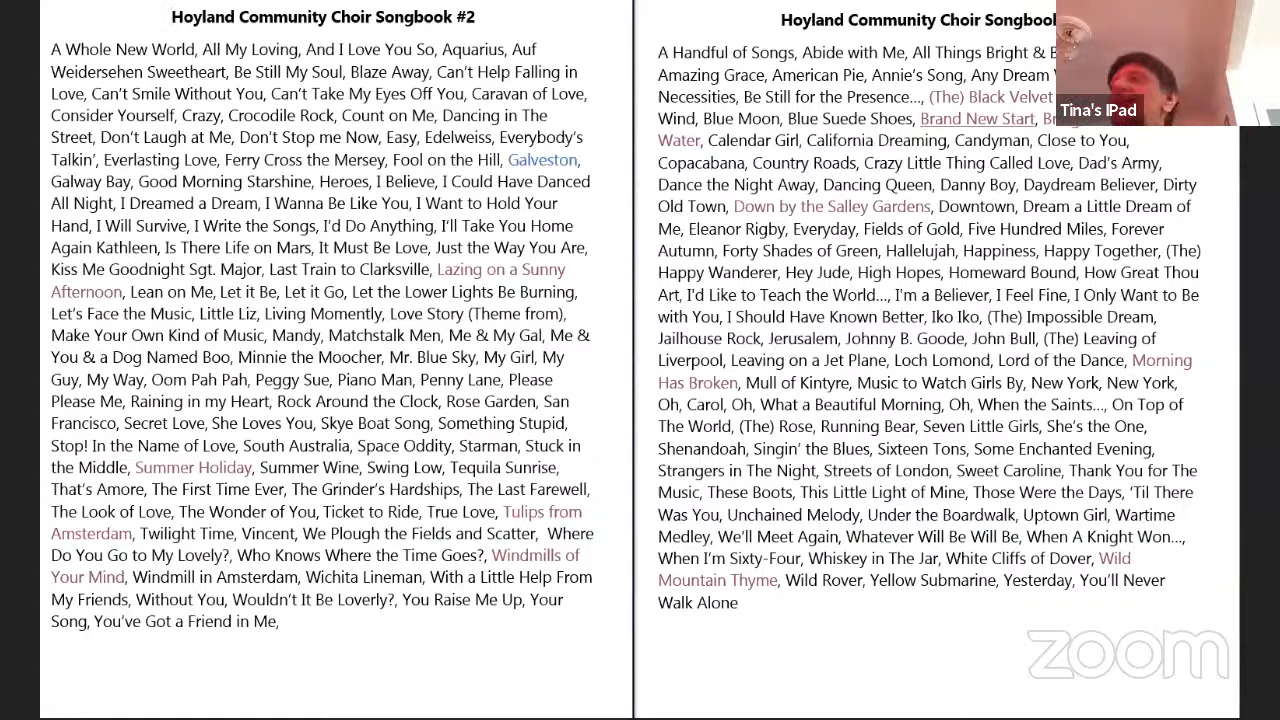 Hoyland Community Choir Songbook #2
A Whole New World, All My Loving, And I Love You So, Aquarius, Auf
Weidersehen Sweetheart, Be Still My Soul, Blaze Away, Can't Help Falling in
Love, Can't Smile Without You, Can't Take My Eyes Off You, Caravan of Love,
Consider Yourself, Crazy, Crocodile Rock, Count on Me, Dancing in The
Street, Don't Laugh at Me, Don't Stop me Now, Easy, Edelweiss, Everybody's
Talkin', Everlasting Love, Ferry Cross the Mersey, Fool on the Hill, Galveston,
Galway Bay, Good Morning Starshine, Heroes, I Believe, I Could Have Danced
All Night, I Dreamed a Dream, I Wanna Be Like You, I Want to Hold Your
Hand, I Will Survive, I Write the Songs, I'd Do Anything, I'll Take You Home
Again Kathleen, Is There Life on Mars, It Must Be Love, Just the Way You Are,
Kiss Me Goodnight Sgt. Major, Last Train to Clarksville, Lazing on a Sunny
Afternoon, Lean on Me, Let it Be, Let it Go, Let the Lower Lights Be Burning,
Let's Face the Music, Little Liz, Living Momently, Love Story (Theme from),
Make Your Own Kind of Music, Mandy, Matchstalk Men, Me & My Gal, Me &
You & a Dog Named Boo, Minnie the Moocher, Mr. Blue Sky, My Girl, My
Guy, My Way, Oom Pah Pah, Peggy Sue, Piano Man, Penny Lane, Please
Please Me, Raining in my Heart, Rock Around the Clock, Rose Garden, San
Francisco, Secret Love, She Loves You, Skye Boat Song, Something Stupid,
Stop! In the Name of Love, South Australia, Space Oddity, Starman, Stuck in
the Middle, Summer Holiday, Summer Wine, Swing Low, Tequila Sunrise,
That's Amore, The First Time Ever, The Grinder's Hardships, The Last Farewell,
The Look of Love, The Wonder of You, Ticket to Ride, True Love, Tulips from
Amsterdam, Twilight Time, Vincent, We Plough the Fields and Scatter, Where
Do You Go to My Lovely?, Who Knows Where the Time Goes?, Windmills of
Your Mind, Windmill in Amsterdam, Wichita Lineman, With a Little Help From
My Friends, Without You, Wouldn't It Be Loverly?, You Raise Me Up, Your
Song, You've Got a Friend in Me,
Hoyland Community Choir Songbook
A Handful of Songs, Abide with Me, All Things Bright &
Amazing Grace, American Pie, Annie's Song, Any Dream
Necessities, Be Still for the Presence..., (The) Black Velvet
Wind, Blue Moon, Blue Suede Shoes, Brand New Start,
Water, Calendar Girl, California Dreaming, Candyman, Close to You,
Copacabana, Country Roads, Crazy Little Thing Called Love, Dad's Army,
Dance the Night Away, Dancing Queen, Danny Boy, Daydream Believer, Dirty
Old Town, Down by the Salley Gardens, Downtown, Dream a Little Dream of
Me, Eleanor Rigby, Everyday, Fields of Gold, Five Hundred Miles, Forever
Autumn, Forty Shades of Green, Hallelujah, Happiness, Happy Together, (The)
Happy Wanderer, Hey Jude, High Hopes, Homeward Bound, How Great Thou
Art, I'd Like to Teach the World..., I'm a Believer, I Feel Fine, I Only Want to Be
with You, I Should Have Known Better, Iko Iko, (The) Impossible Dream,
Jailhouse Rock, Jerusalem, Johnny B. Goode, John Bull, (The) Leaving of
Liverpool, Leaving on a Jet Plane, Loch Lomond, Lord of the Dance, Morning
Has Broken, Mull of Kintyre, Music to Watch Girls By, New York, New York,
Oh, Carol, Oh, What a Beautiful Morning, Oh, When the Saints..., On Top of
The World, (The) Rose, Running Bear, Seven Little Girls, She's the One,
Shenandoah, Singin' the Blues, Sixteen Tons, Some Enchanted Evening,
Strangers in The Night, Streets of London, Sweet Caroline, Thank You for The
Music, These Boots, This Little Light of Mine, Those Were the Days, 'Til There
Was You, Unchained Melody, Under the Boardwalk, Uptown Girl, Wartime
Medley, We'll Meet Again, Whatever Will Be Will Be, When A Knight Won...,
When I'm Sixty-Four, Whiskey in The Jar, White Cliffs of Dover, Wild
Mountain Thyme, Wild Rover, Yellow Submarine, Yesterday, You'll Never
Walk Alone
Tina's IPad
zoom